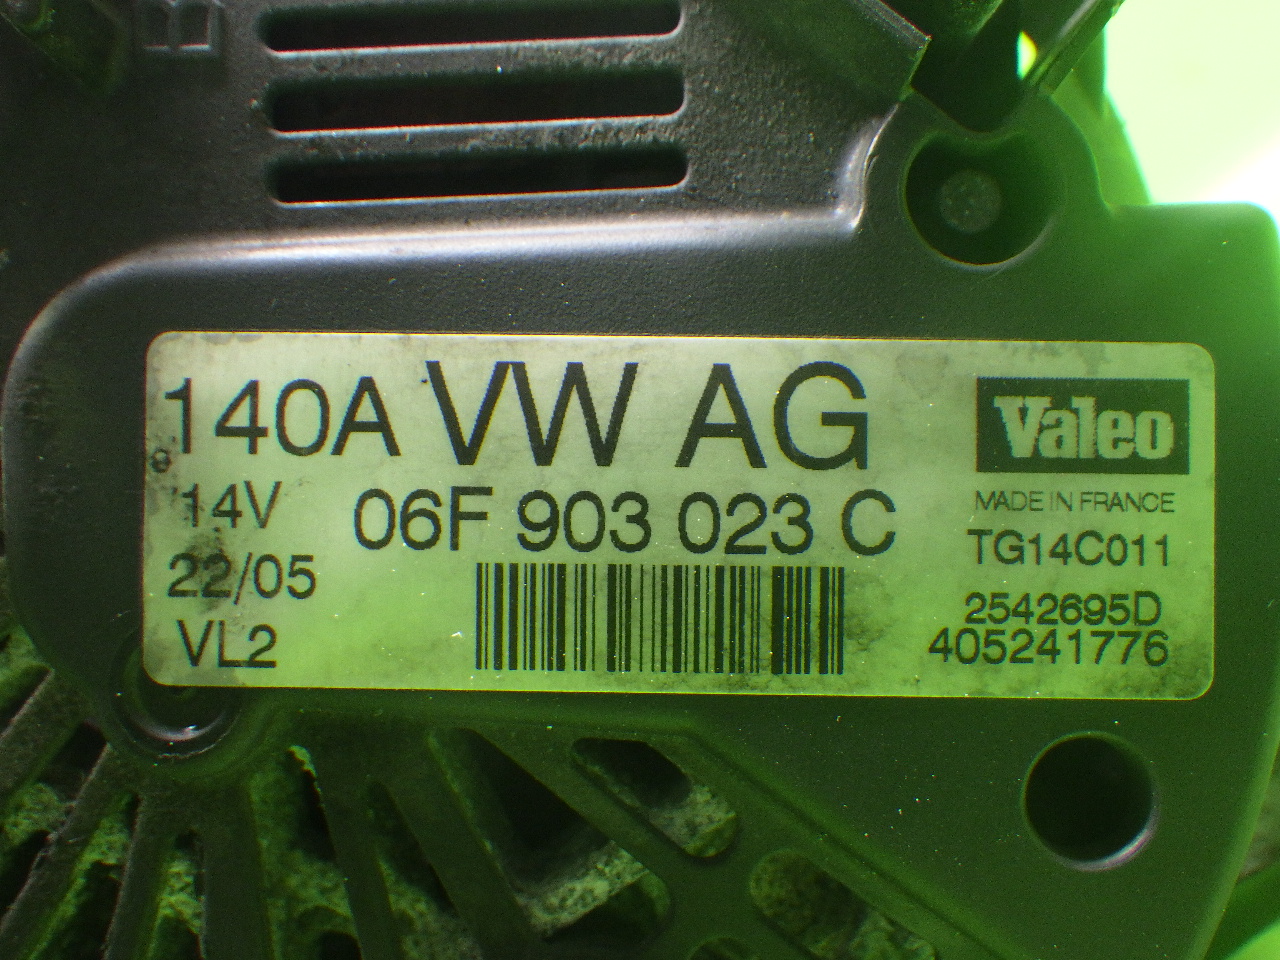 B
140A VW AG
Valeo
14V 06F 903 023 C
MADE IN FRANCE
22/05
TG14C011
VL2
2542695D
405241776